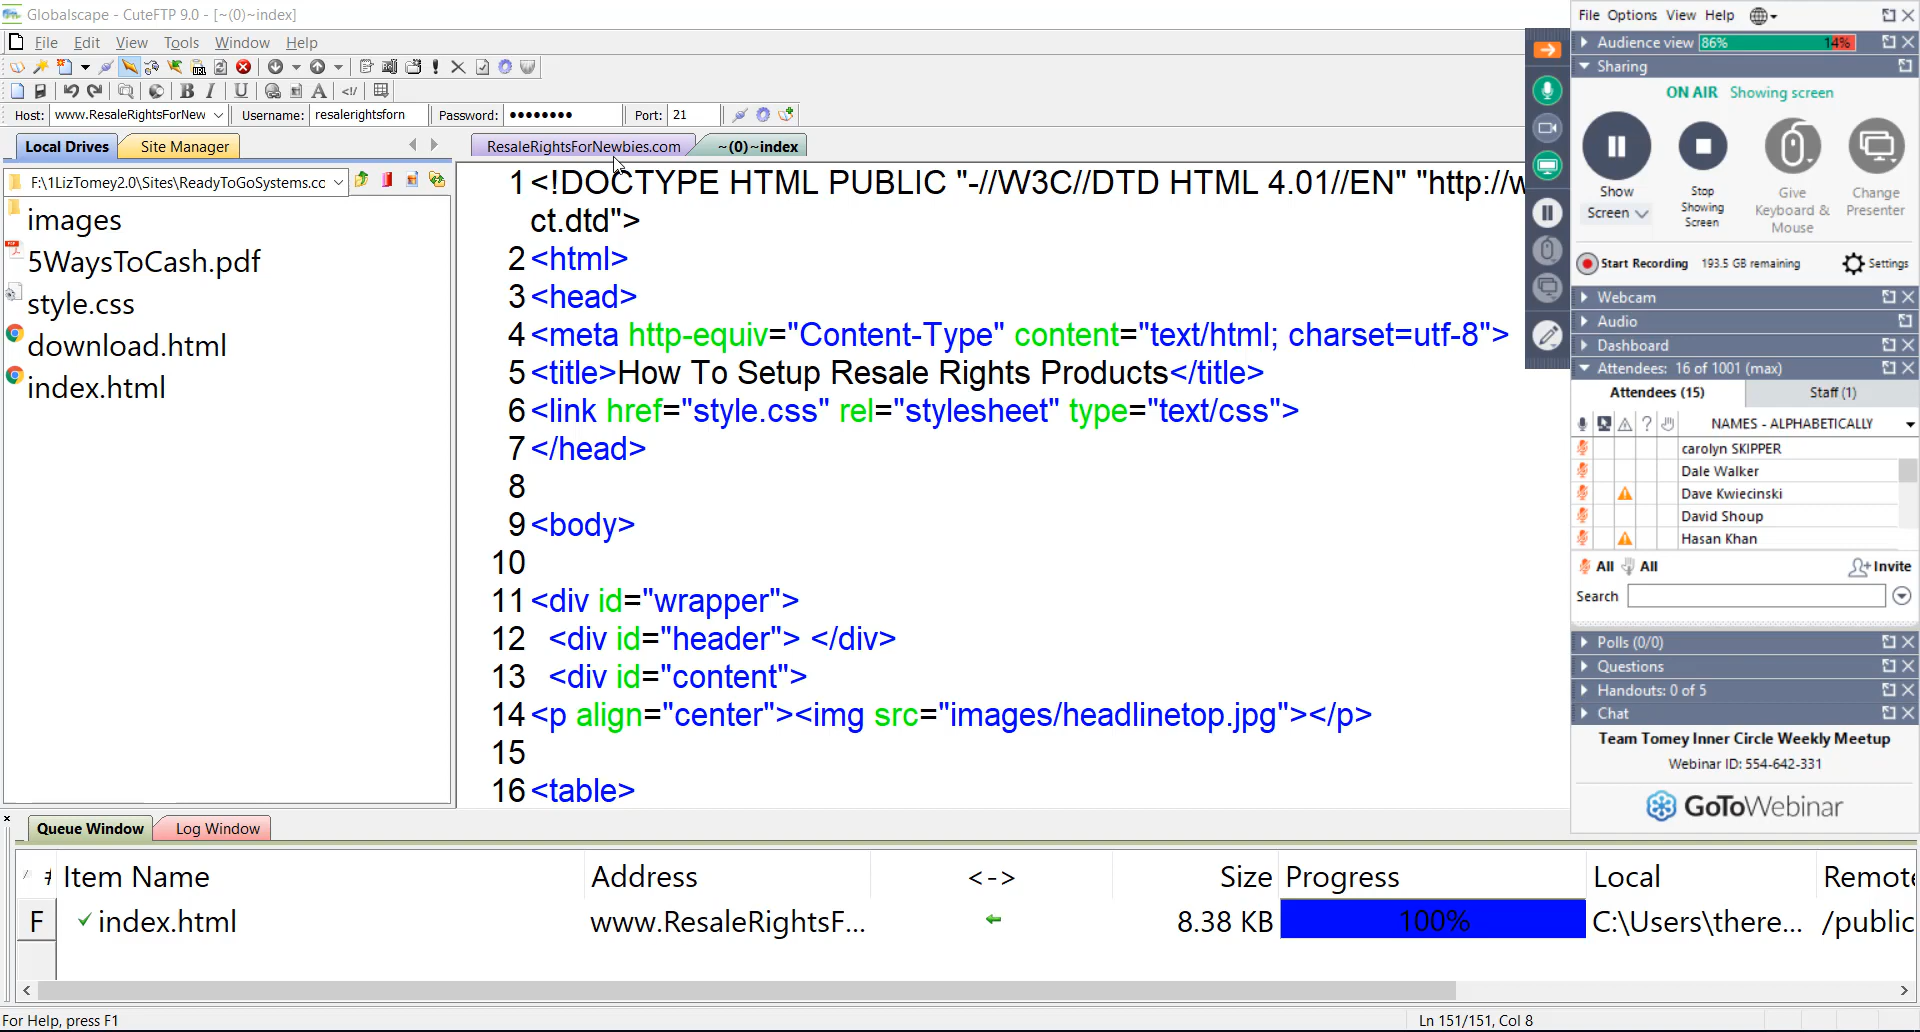 Globalscape - CuteFTP 9.0 - [~(0)~index]
File Edit View Tools Window Help
Host: www.ResaleRightsForNew Username: resalerightsforn Password: ●●●●●●●● Port: 21
Local Drives Site Manager
ResaleRightsForNewbies.com ~(0)~index
F:\1LizTomey2.0\Sites\ReadyToGoSystems.cc
images
5WaysToCash.pdf
style.css
download.html
index.html
1 <!DOCTYPE HTML PUBLIC "-//W3C//DTD HTML 4.01//EN" "http://w
ct.dtd">
2 <html>
3 <head>
4 <meta http-equiv="Content-Type" content="text/html; charset=utf-8">
5 <title>How To Setup Resale Rights Products</title>
6 <link href="style.css" rel="stylesheet" type="text/css">
7 </head>
8
9 <body>
10
11 <div id="wrapper">
12 <div id="header"> </div>
13 <div id="content">
14 <p align="center"><img src="images/headlinetop.jpg"></p>
15
16 <table>
File Options View Help
Audience view 86% 14%
Sharing
ON AIR Showing screen
Show Screen
Stop Showing Screen
Give Keyboard & Mouse
Change Presenter
Start Recording 193.5 GB remaining Settings
Webcam
Audio
Dashboard
Attendees: 16 of 1001 (max)
Attendees (15) Staff (1)
? NAMES - ALPHABETICALLY
carolyn SKIPPER
Dale Walker
Dave Kwiecinski
David Shoup
Hasan Khan
All All Invite
Search
Polls (0/0)
Questions
Handouts: 0 of 5
Chat
Team Tomey Inner Circle Weekly Meetup
Webinar ID: 554-642-331
GoToWebinar
Queue Window Log Window
/ # Item Name Address <-> Size Progress Local Remote
F index.html www.ResaleRightsF... 8.38 KB 100% C:\Users\there... /public
For Help, press F1
Ln 151/151, Col 8